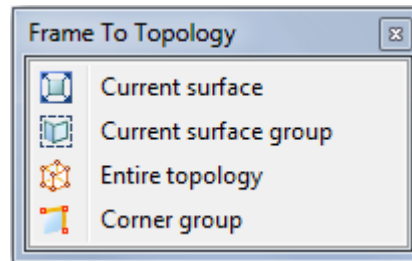 Frame To Topology
Current surface
Current surface group
Entire topology
Corner group